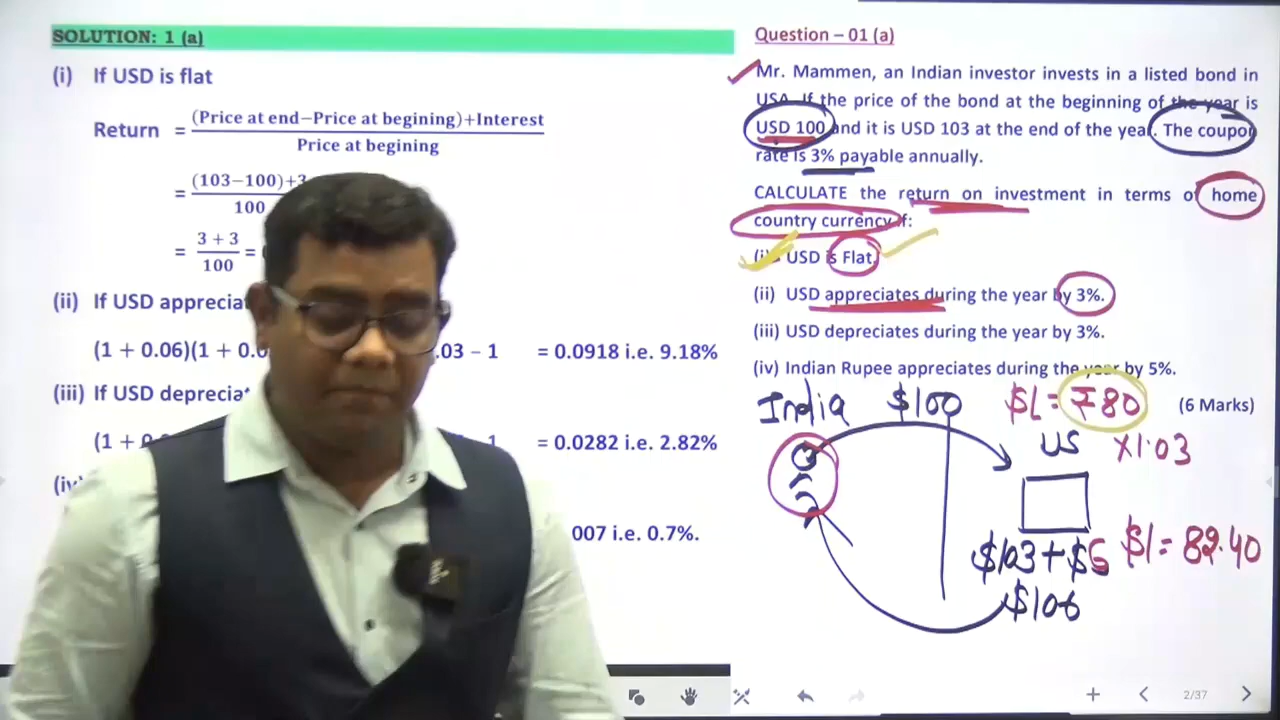 SOLUTION: 1 (a)
(i) If USD is flat
Return = (Price at end−Price at begining)+Interest
Price at begining
= (103−100)+3
100
= 3 + 3 =
100
(ii) If USD apprecia
(1 + 0.06)(1 + 0.0 .03 − 1 = 0.0918 i.e. 9.18%
(iii) If USD depreciat
(1 + 0 1 = 0.0282 i.e. 2.82%
(iv)
007 i.e. 0.7%.
Question – 01 (a)
Mr. Mammen, an Indian investor invests in a listed bond in
USA. If the price of the bond at the beginning of the year is
USD 100 and it is USD 103 at the end of the year. The coupon
rate is 3% payable annually.
CALCULATE the return on investment in terms of home
country currency if:
(i) USD is Flat.
(ii) USD appreciates during the year by 3%.
(iii) USD depreciates during the year by 3%.
(iv) Indian Rupee appreciates during the year by 5%.
(6 Marks)
India $100 $1 = ₹80
US ×1.03
$103 + $ $1 = 82.40
$106
2/37